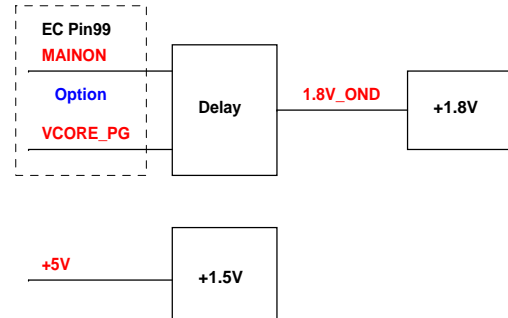 EC Pin99
MAINON
Option
VCORE_PG
Delay
1.8V_OND
+1.8V
+5V
+1.5V